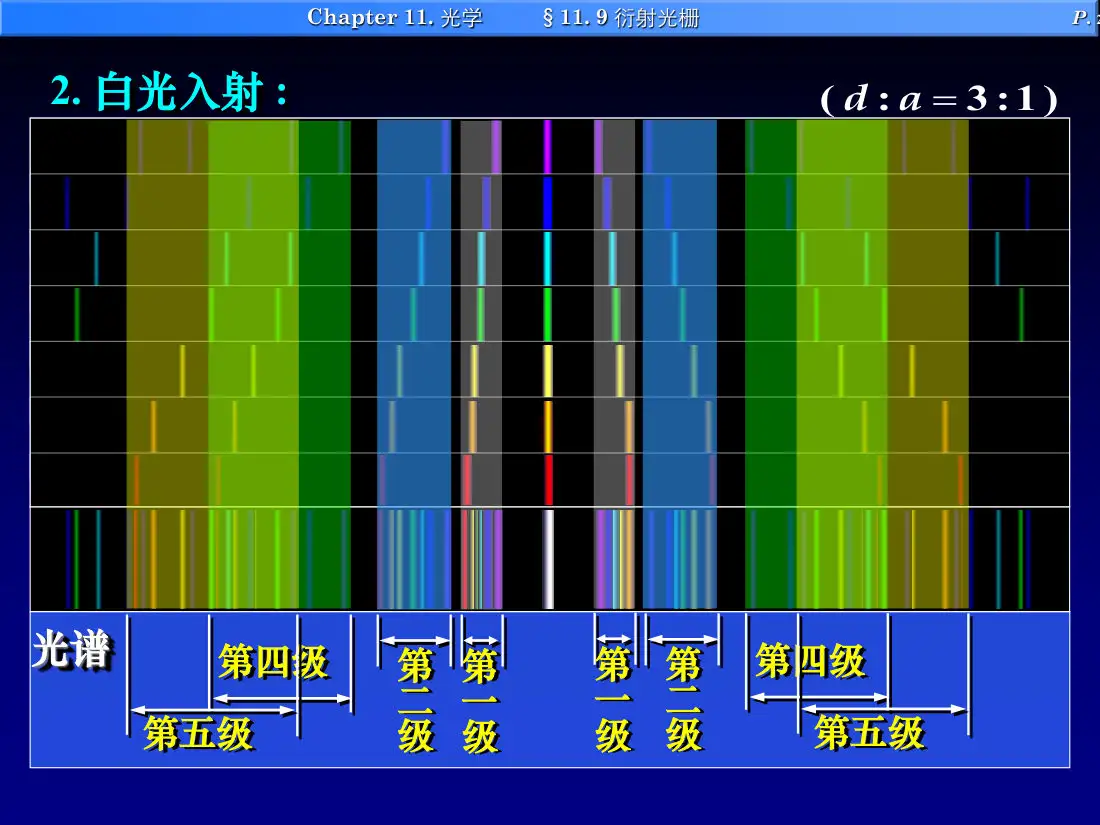 Chapter 11. 光学 § 11. 9 衍射光栅 P.
2. 白光入射：
( d : a = 3 : 1 )
光谱
第四级
第五级
第二级
第一级
第一级
第二级
第四级
第五级